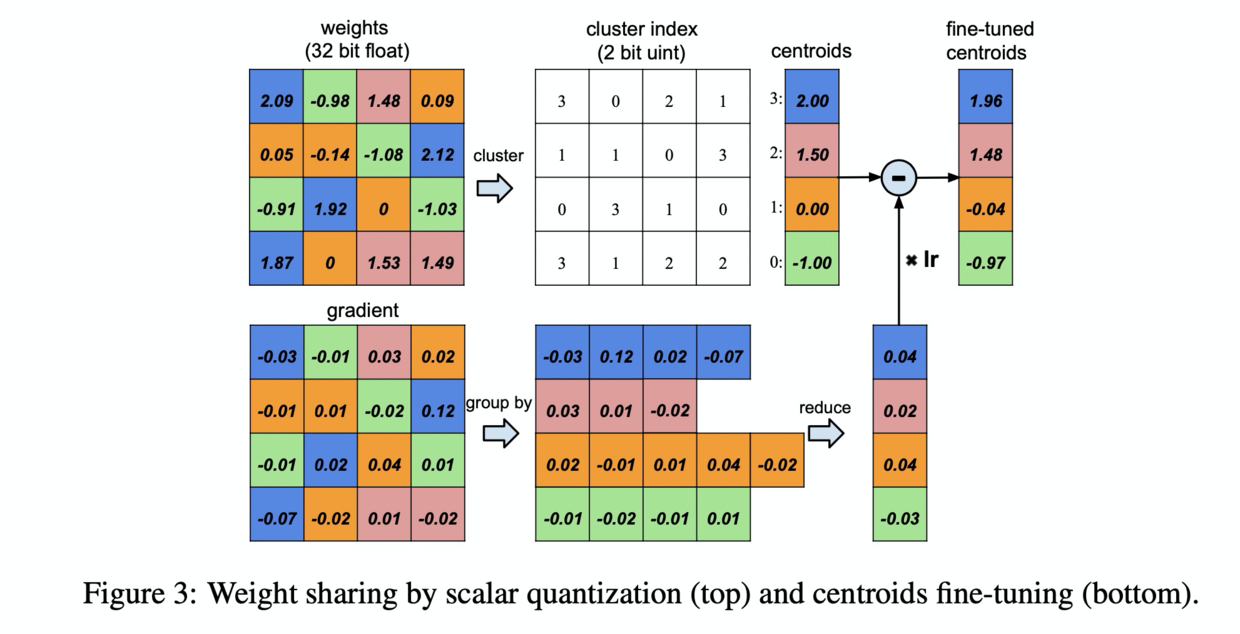 weights
(32 bit float)
cluster index
(2 bit uint)
centroids
fine-tuned
centroids
2.09 -0.98 1.48 0.09
3 0 2 1
3: 2.00
1.96
0.05 -0.14 -1.08 2.12
cluster
1 1 0 3
2: 1.50
1.48
-0.91 1.92 0 -1.03
0 3 1 0
1: 0.00
-0.04
1.87 0 1.53 1.49
3 1 2 2
0: -1.00
-0.97
-
× lr
gradient
-0.03 -0.01 0.03 0.02
-0.03 0.12 0.02 -0.07
0.04
-0.01 0.01 -0.02 0.12
group by
0.03 0.01 -0.02
reduce
0.02
-0.01 0.02 0.04 0.01
0.02 -0.01 0.01 0.04 -0.02
0.04
-0.07 -0.02 0.01 -0.02
-0.01 -0.02 -0.01 0.01
-0.03
Figure 3: Weight sharing by scalar quantization (top) and centroids fine-tuning (bottom).